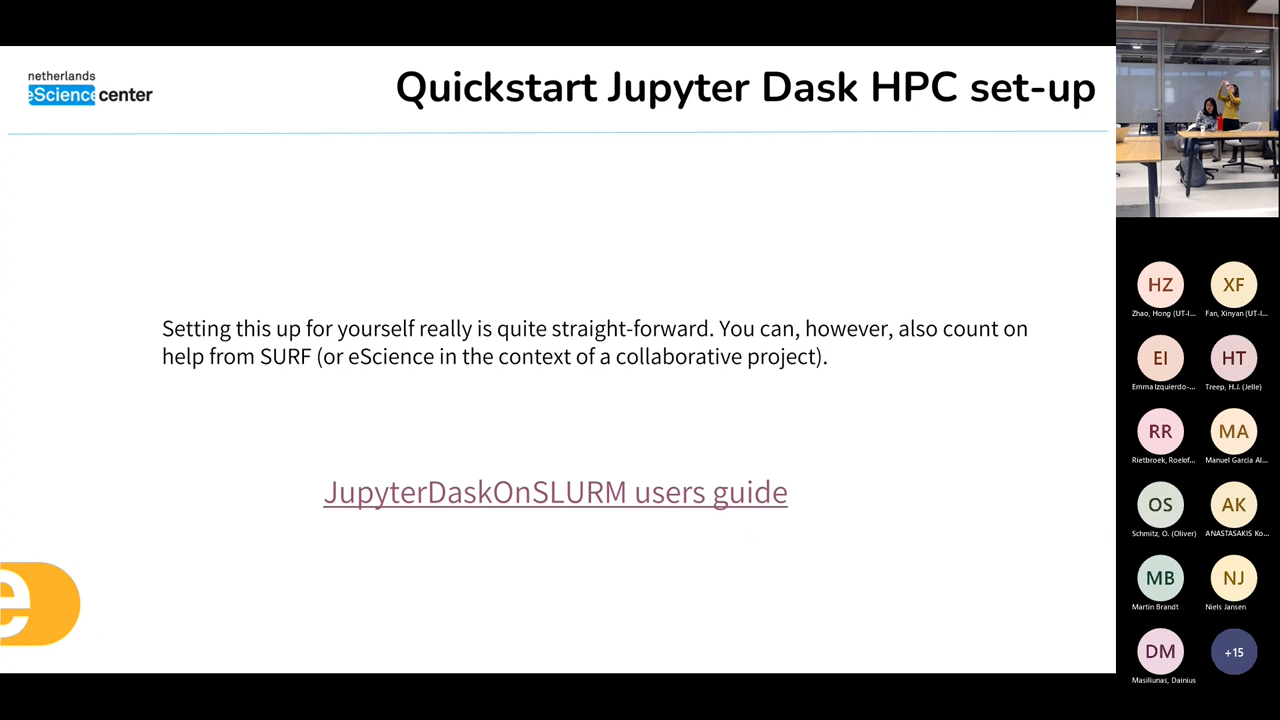 netherlands
eScience center
Quickstart Jupyter Dask HPC set-up
Setting this up for yourself really is quite straight-forward. You can, however, also count on
help from SURF (or eScience in the context of a collaborative project).
JupyterDaskOnSLURM users guide
e
HZ
Zhao, Hong (UT-I...
XF
Fan, Xinyan (UT-I...
EI
Emma Izquierdo-...
HT
Treep, H.J. (Jelle)
RR
Rietbroek, Roelof...
MA
Manuel Garcia Al...
OS
Schmitz, O. (Oliver)
AK
ANASTASAKIS Ko...
MB
Martin Brandt
NJ
Niels Jansen
DM
Masiliunas, Dainius
+15